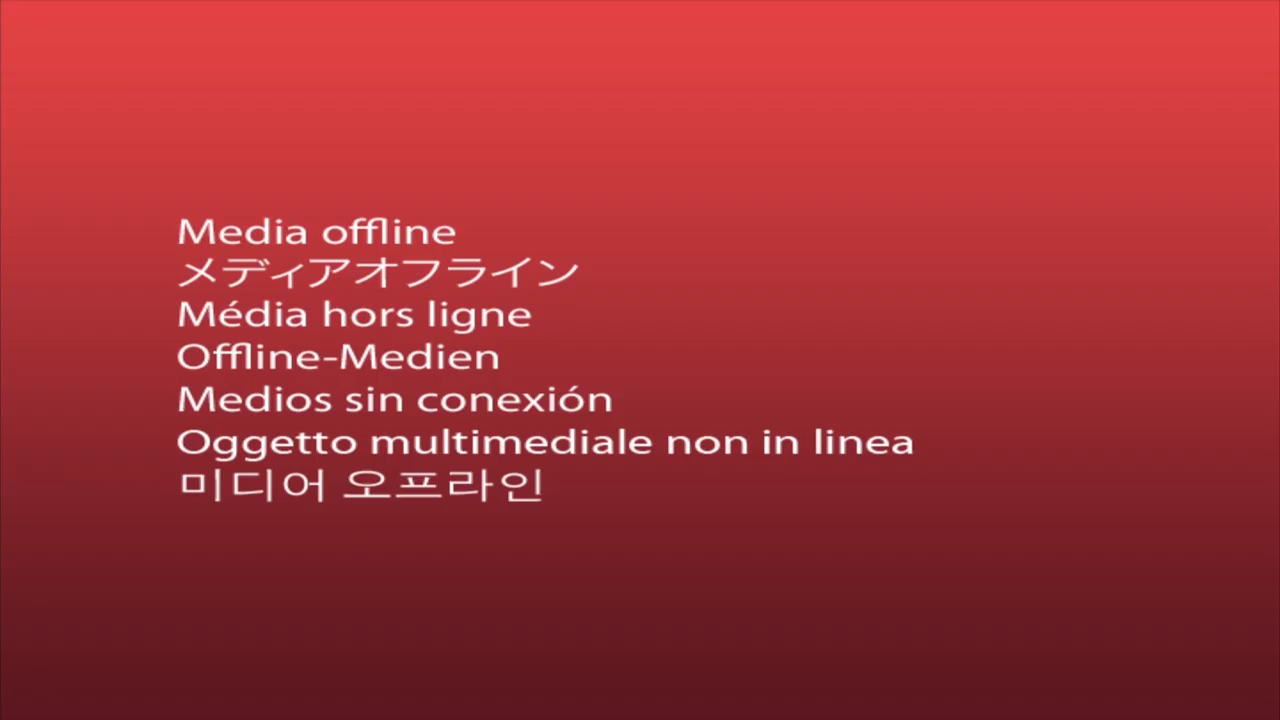 Media offline
メディアオフライン
Média hors ligne
Offline-Medien
Medios sin conexión
Oggetto multimediale non in linea
미디어 오프라인